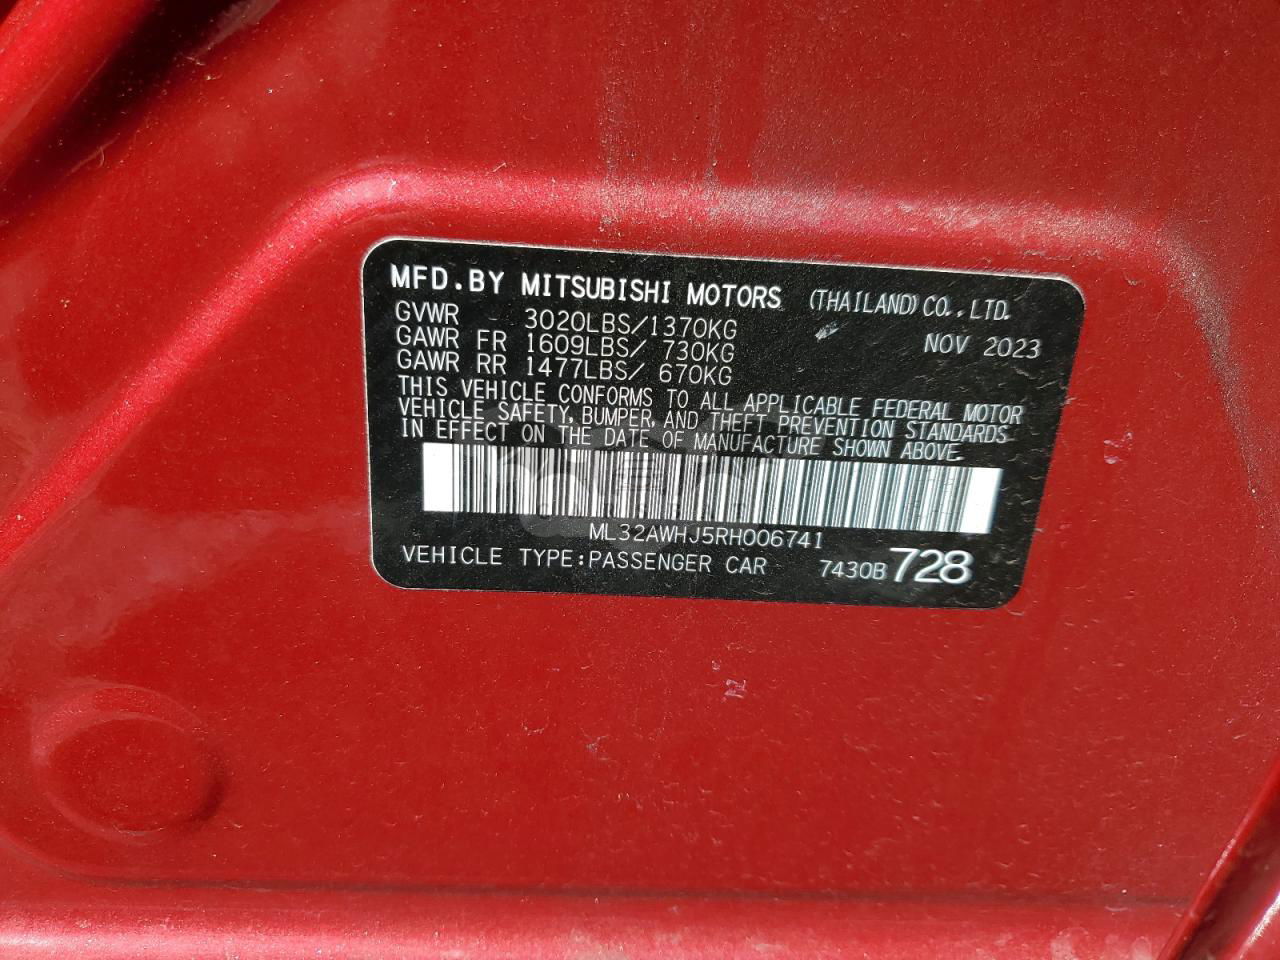 MFD.BY MITSUBISHI MOTORS (THAILAND) CO.,LTD.
GVWR 3020LBS/1370KG NOV 2023
GAWR FR 1609LBS/ 730KG
GAWR RR 1477LBS/ 670KG
THIS VEHICLE CONFORMS TO ALL APPLICABLE FEDERAL MOTOR
VEHICLE SAFETY, BUMPER, AND THEFT PREVENTION STANDARDS
IN EFFECT ON THE DATE OF MANUFACTURE SHOWN ABOVE.
ML32AWHJ5RH006741
VEHICLE TYPE:PASSENGER CAR 7430B 728